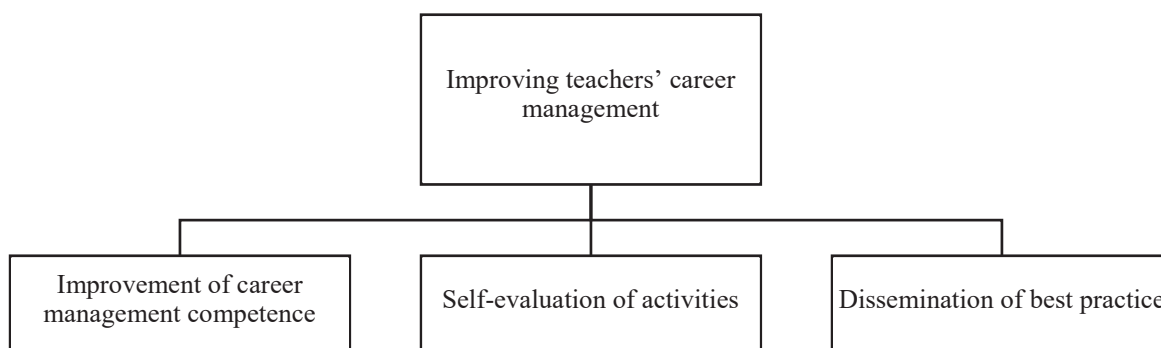 Improving teachers’ career
management
Improvement of career
management competence
Self-evaluation of activities
Dissemination of best practice